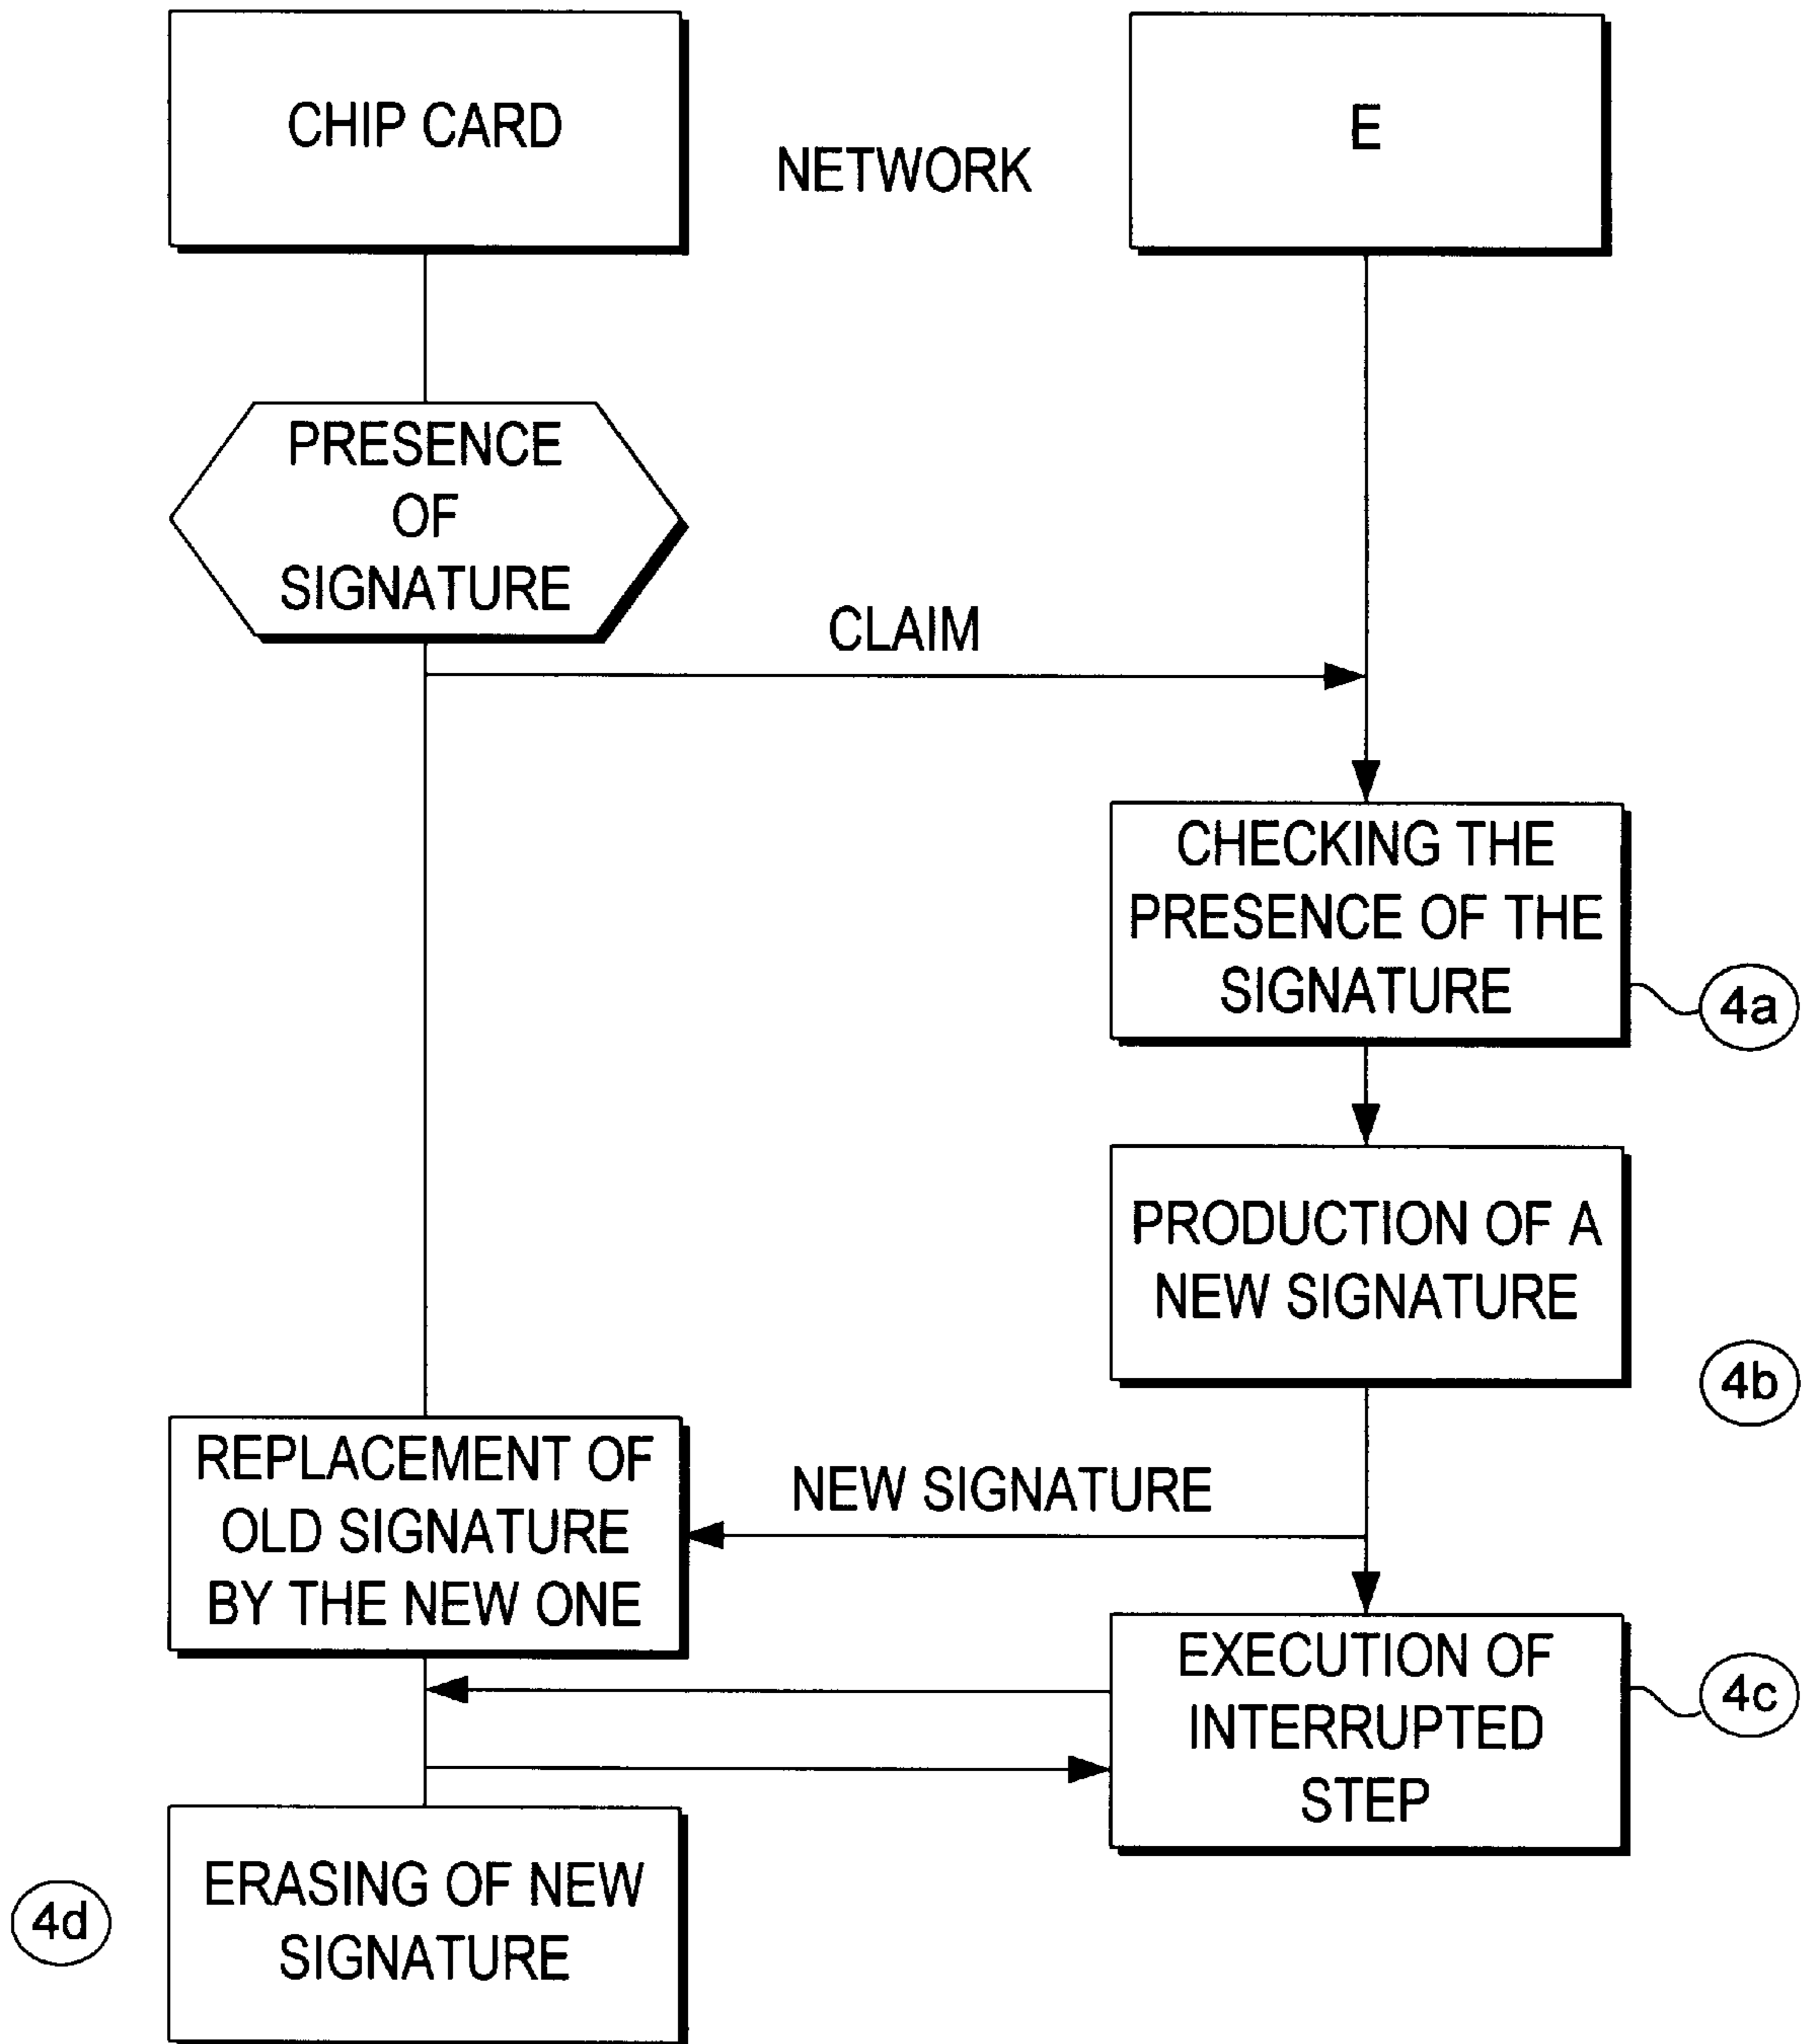 CHIP CARD
NETWORK
E
PRESENCE
OF
SIGNATURE
CLAIM
CHECKING THE
PRESENCE OF THE
SIGNATURE
4a
PRODUCTION OF A
NEW SIGNATURE
4b
REPLACEMENT OF
OLD SIGNATURE
BY THE NEW ONE
NEW SIGNATURE
EXECUTION OF
INTERRUPTED
STEP
4c
ERASING OF NEW
SIGNATURE
4d